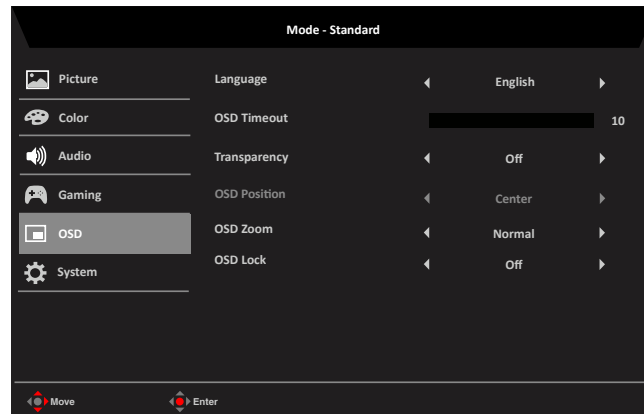 Mode - Standard
Picture
Color
Audio
Gaming
OSD
System
Language English
OSD Timeout 10
Transparency Off
OSD Position Center
OSD Zoom Normal
OSD Lock Off
Move Enter